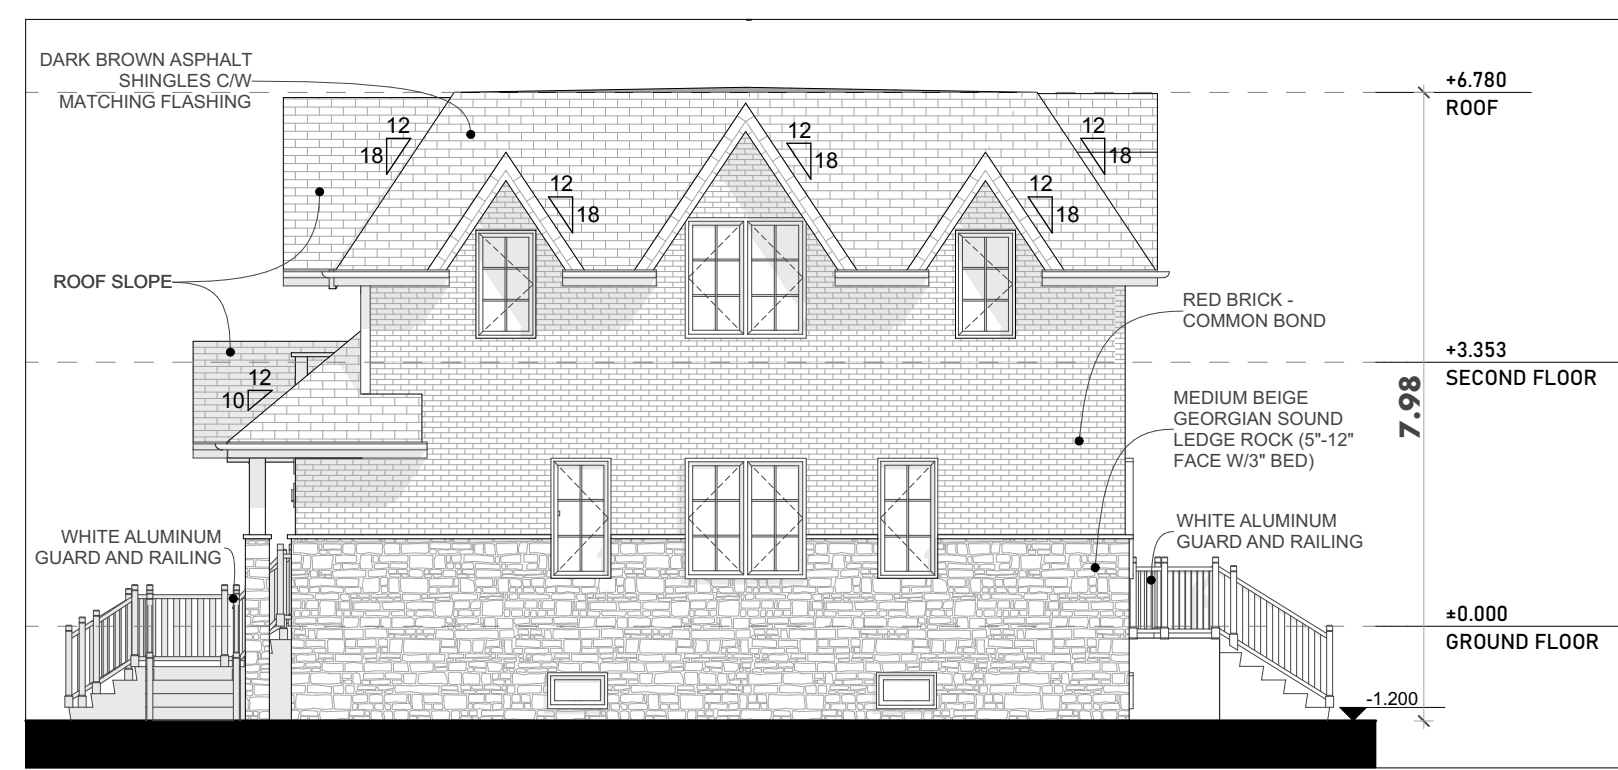 DARK BROWN ASPHALT
SHINGLES C/W
MATCHING FLASHING
+6.780
ROOF
12
18
12
18
12
18
12
18
12
18
ROOF SLOPE
RED BRICK -
COMMON BOND
+3.353
SECOND FLOOR
12
10
7.98
MEDIUM BEIGE
GEORGIAN SOUND
LEDGE ROCK (5"-12"
FACE W/3" BED)
WHITE ALUMINUM
GUARD AND RAILING
WHITE ALUMINUM
GUARD AND RAILING
±0.000
GROUND FLOOR
-1.200